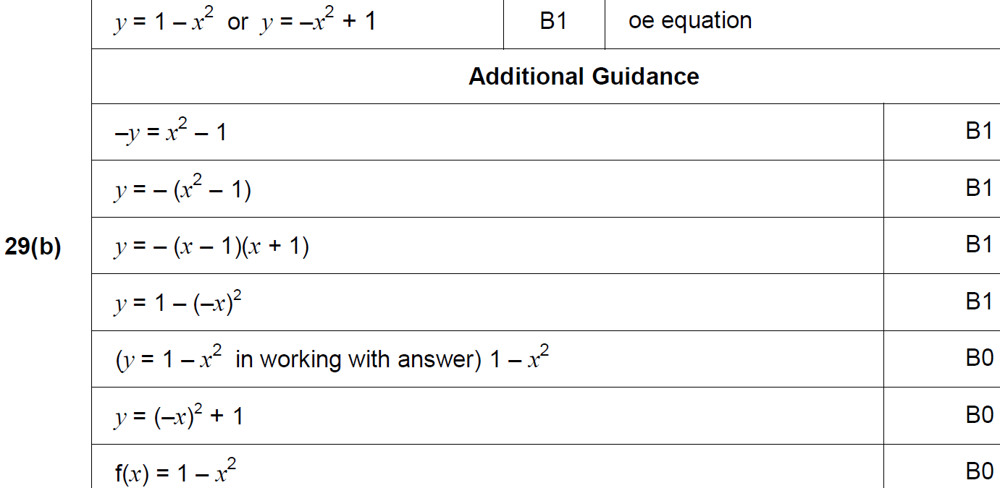 y = 1 – x² or y = –x² + 1 B1 oe equation
Additional Guidance
–y = x² – 1 B1
y = – (x² – 1) B1
29(b) y = – (x – 1)(x + 1) B1
y = 1 – (–x)² B1
(y = 1 – x² in working with answer) 1 – x² B0
y = (–x)² + 1 B0
f(x) = 1 – x² B0